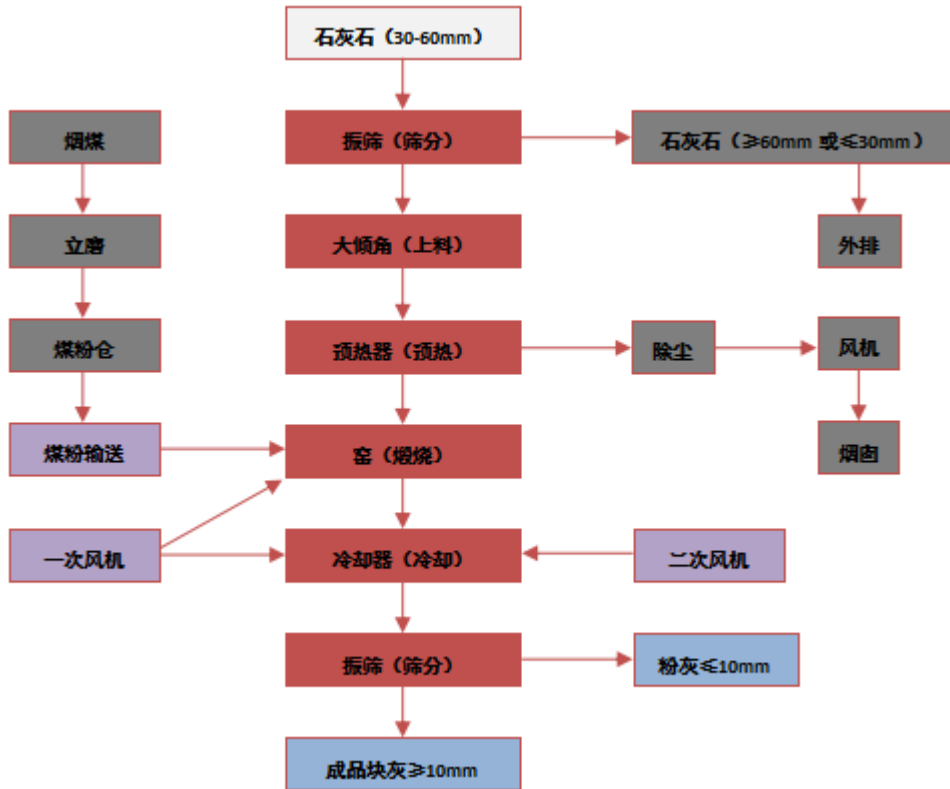 石灰石（30-60mm）
烟煤
振筛（筛分）
石灰石（≥60mm 或≤30mm）
立磨
大倾角（上料）
外排
煤粉仓
预热器（预热）
除尘
风机
煤粉输送
窑（煅烧）
烟囱
一次风机
冷却器（冷却）
二次风机
振筛（筛分）
粉灰≤10mm
成品块灰≥10mm